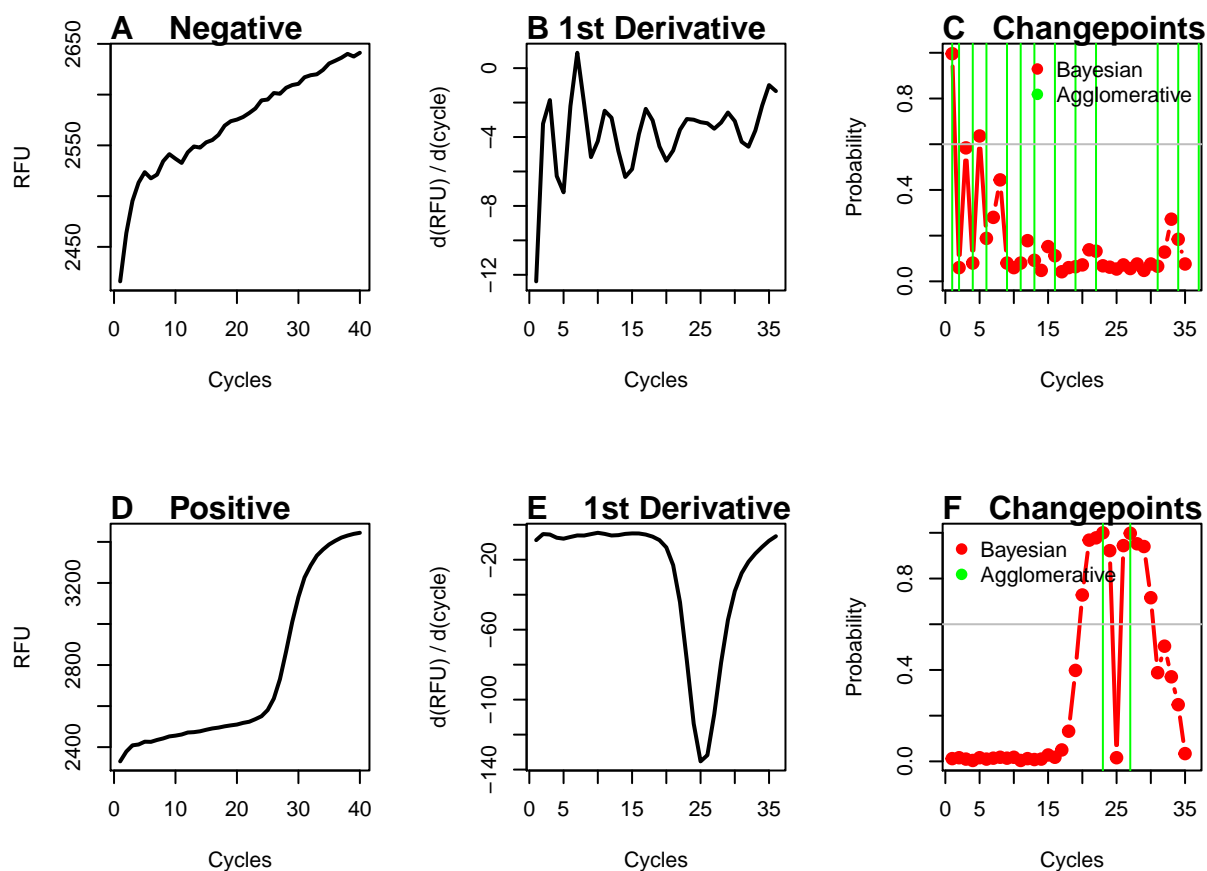 A Negative
2450 2550 2650
RFU
0 10 20 30 40
Cycles
B 1st Derivative
−12 −8 −4 0
d(RFU) / d(cycle)
0 5 15 25 35
Cycles
C Changepoints
Bayesian
Agglomerative
0.0 0.4 0.8
Probability
0 5 15 25 35
Cycles
D Positive
2400 2800 3200
RFU
0 10 20 30 40
Cycles
E 1st Derivative
−140 −100 −60 −20
d(RFU) / d(cycle)
0 5 15 25 35
Cycles
F Changepoints
Bayesian
Agglomerative
0.0 0.4 0.8
Probability
0 5 15 25 35
Cycles